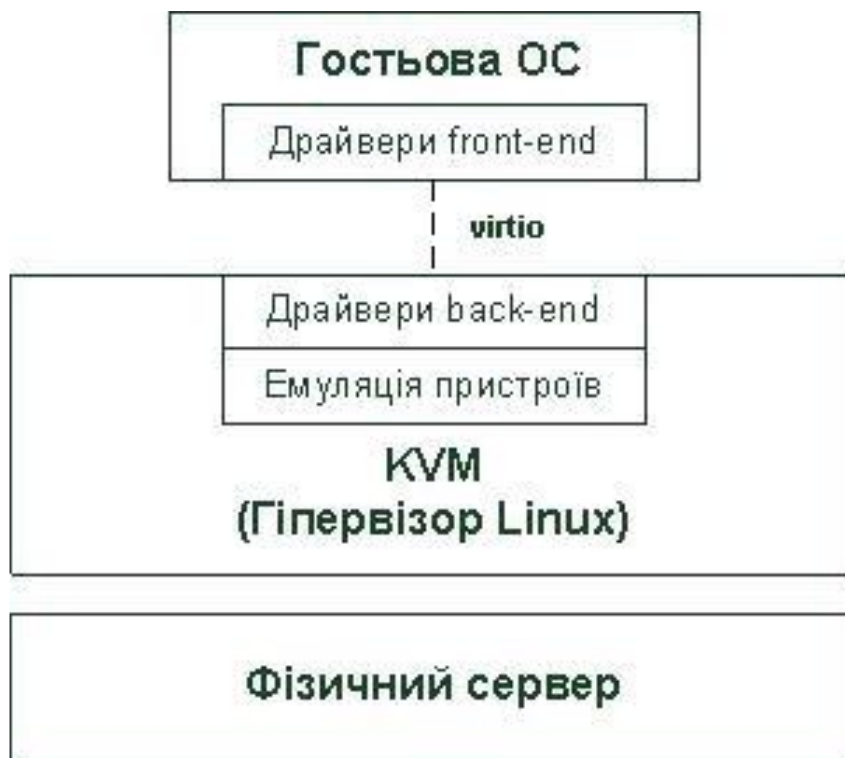 Гостьова ОС
Драйвери front-end
virtio
Драйвери back-end
Емуляція пристроїв
KVM
(Гіпервізор Linux)
Фізичний сервер